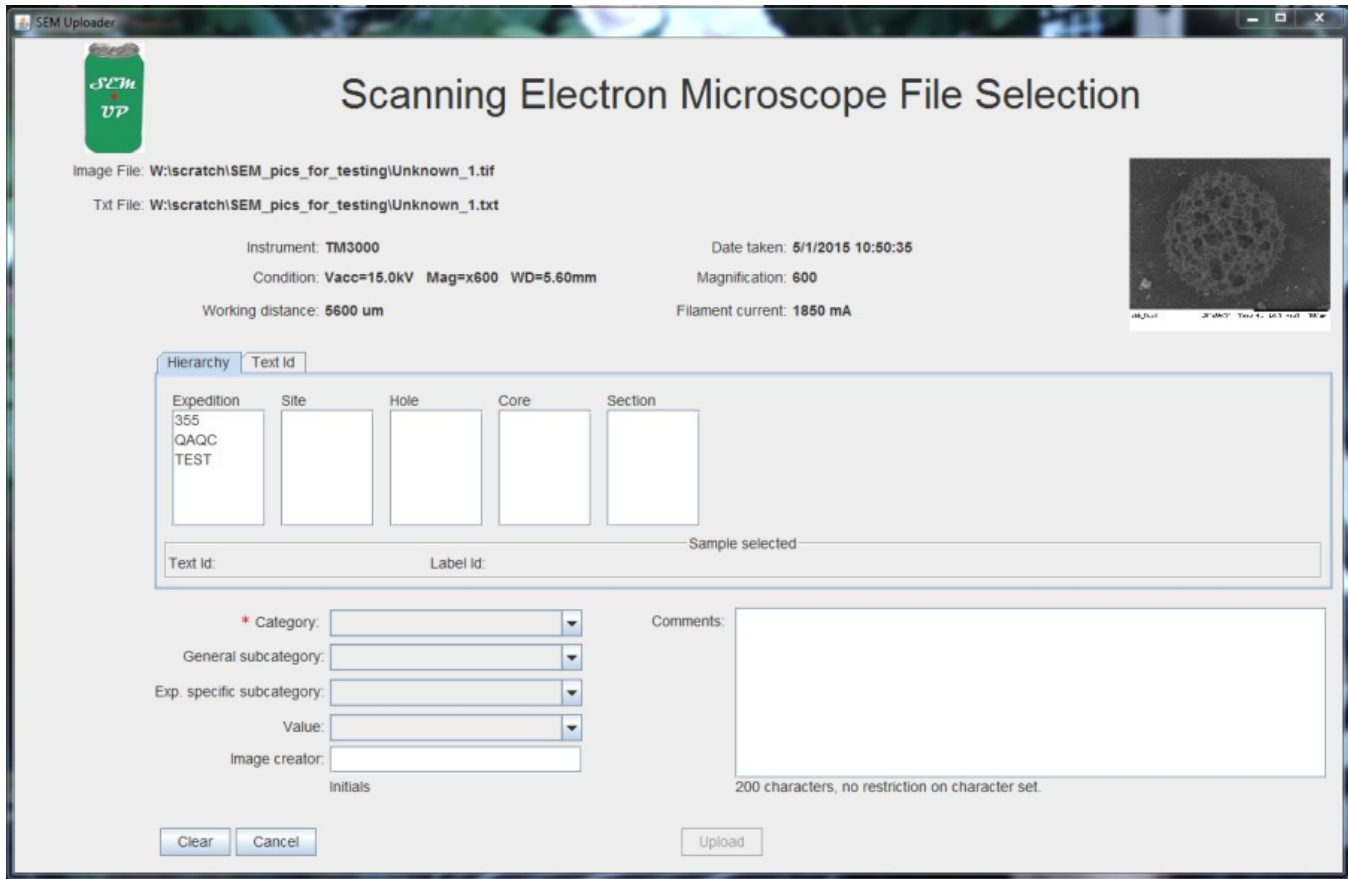 SEM Uploader
SEM
UP
Scanning Electron Microscope File Selection
Image File: W:\scratch\SEM_pics_for_testing\Unknown_1.tif
Txt File: W:\scratch\SEM_pics_for_testing\Unknown_1.txt
Instrument: TM3000 Date taken: 5/1/2015 10:50:35
Condition: Vacc=15.0kV Mag=x600 WD=5.60mm Magnification: 600
Working distance: 5600 um Filament current: 1850 mA
Hierarchy Text Id
Expedition Site Hole Core Section
355
QAQC
TEST
Sample selected
Text Id: Label Id:
* Category: Comments:
General subcategory:
Exp. specific subcategory:
Value:
Image creator:
Initials 200 characters, no restriction on character set.
Clear Cancel Upload